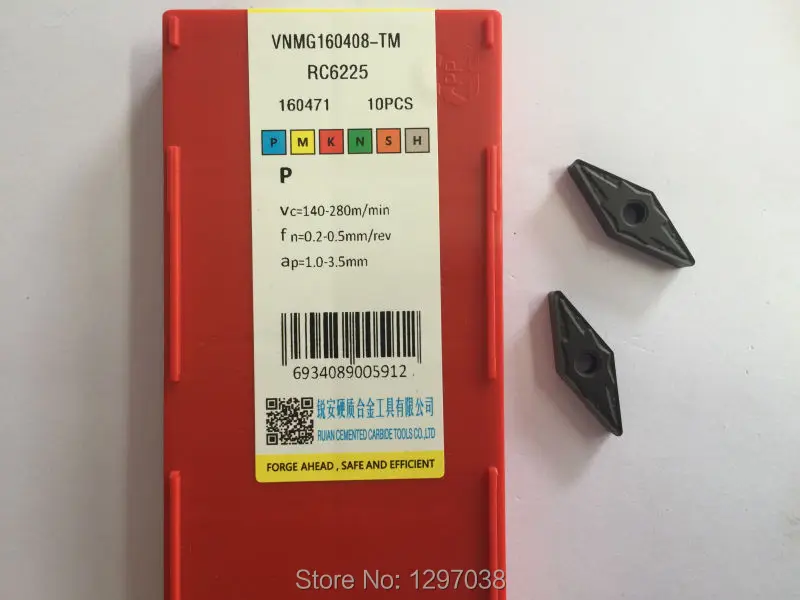 VNMG160408-TM
RC6225
160471 10PCS
P M K N S H
P
Vc=140-280m/min
fn=0.2-0.5mm/rev
ap=1.0-3.5mm
6934089005912
锐安硬质合金工具有限公司
RUIAN CEMENTED CARBIDE TOOLS CO.,LTD
FORGE AHEAD , SAFE AND EFFICIENT
Store No: 1297038